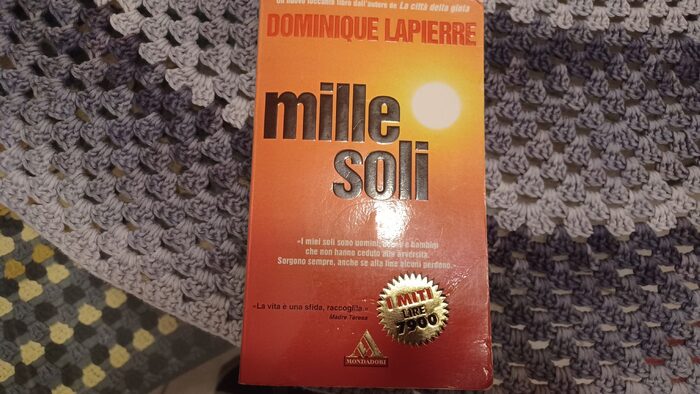 Un nuovo toccante libro dall'autore de La città della gioia
DOMINIQUE LAPIERRE
mille
soli
«I miei soli sono uomini, donne e bambini
che non hanno ceduto alle avversità.
Sorgono sempre, anche se alla fine alcuni perdono.»
«La vita è una sfida, raccoglila.»
Madre Teresa
I MITI
LIRE
7900
MONDADORI